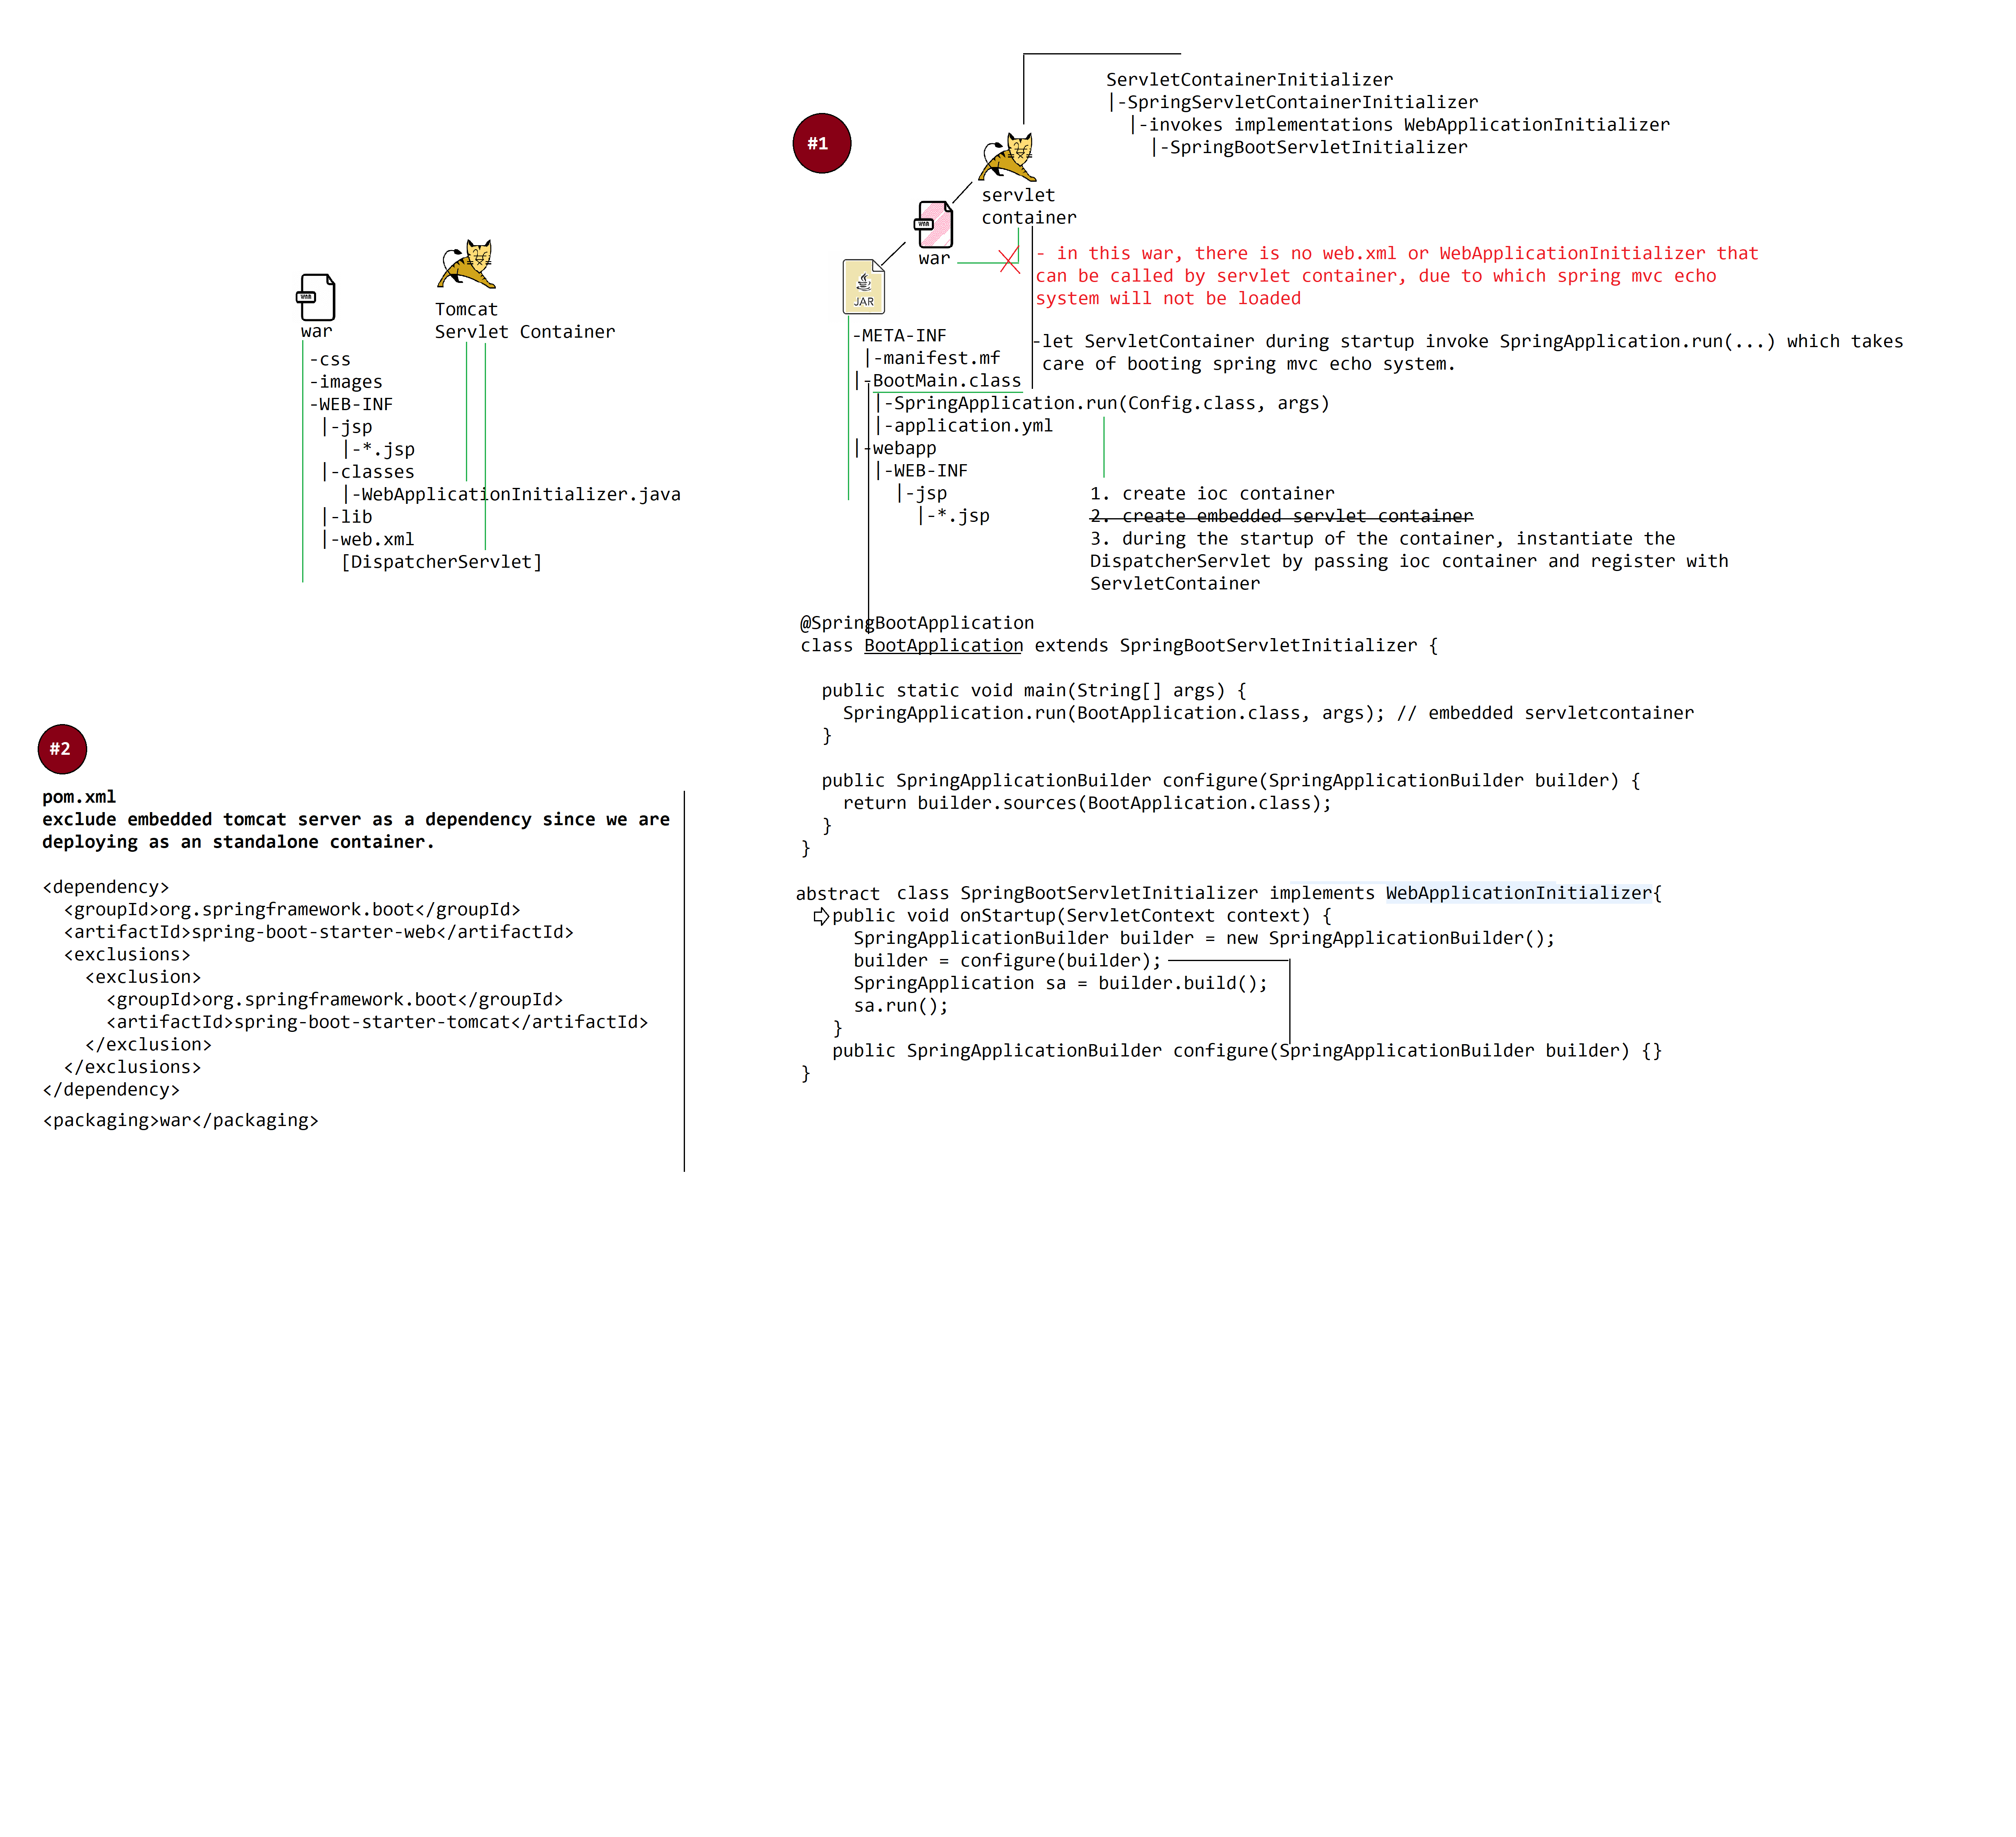 war
-css
-images
-WEB-INF
|-jsp
|-*.jsp
|-classes
|-WebApplicationInitializer.java
|-lib
|-web.xml
[DispatcherServlet]
Tomcat
Servlet Container
WAR
#1
ServletContainerInitializer
|-SpringServletContainerInitializer
|-invokes implementations WebApplicationInitializer
|-SpringBootServletInitializer
servlet
container
WAR
war
JAR
- in this war, there is no web.xml or WebApplicationInitializer that
can be called by servlet container, due to which spring mvc echo
system will not be loaded
-let ServletContainer during startup invoke SpringApplication.run(...) which takes
care of booting spring mvc echo system.
-META-INF
|-manifest.mf
|-BootMain.class
|-SpringApplication.run(Config.class, args)
|-application.yml
|-webapp
|-WEB-INF
|-jsp
|-*.jsp
1. create ioc container
2. create embedded servlet container
3. during the startup of the container, instantiate the
DispatcherServlet by passing ioc container and register with
ServletContainer
@SpringBootApplication
class BootApplication extends SpringBootServletInitializer {
public static void main(String[] args) {
SpringApplication.run(BootApplication.class, args); // embedded servletcontainer
}
public SpringApplicationBuilder configure(SpringApplicationBuilder builder) {
return builder.sources(BootApplication.class);
}
}
abstract class SpringBootServletInitializer implements WebApplicationInitializer{
public void onStartup(ServletContext context) {
SpringApplicationBuilder builder = new SpringApplicationBuilder();
builder = configure(builder);
SpringApplication sa = builder.build();
sa.run();
}
public SpringApplicationBuilder configure(SpringApplicationBuilder builder) {}
}
#2
pom.xml
exclude embedded tomcat server as a dependency since we are
deploying as an standalone container.
<dependency>
<groupId>org.springframework.boot</groupId>
<artifactId>spring-boot-starter-web</artifactId>
<exclusions>
<exclusion>
<groupId>org.springframework.boot</groupId>
<artifactId>spring-boot-starter-tomcat</artifactId>
</exclusion>
</exclusions>
</dependency>
<packaging>war</packaging>